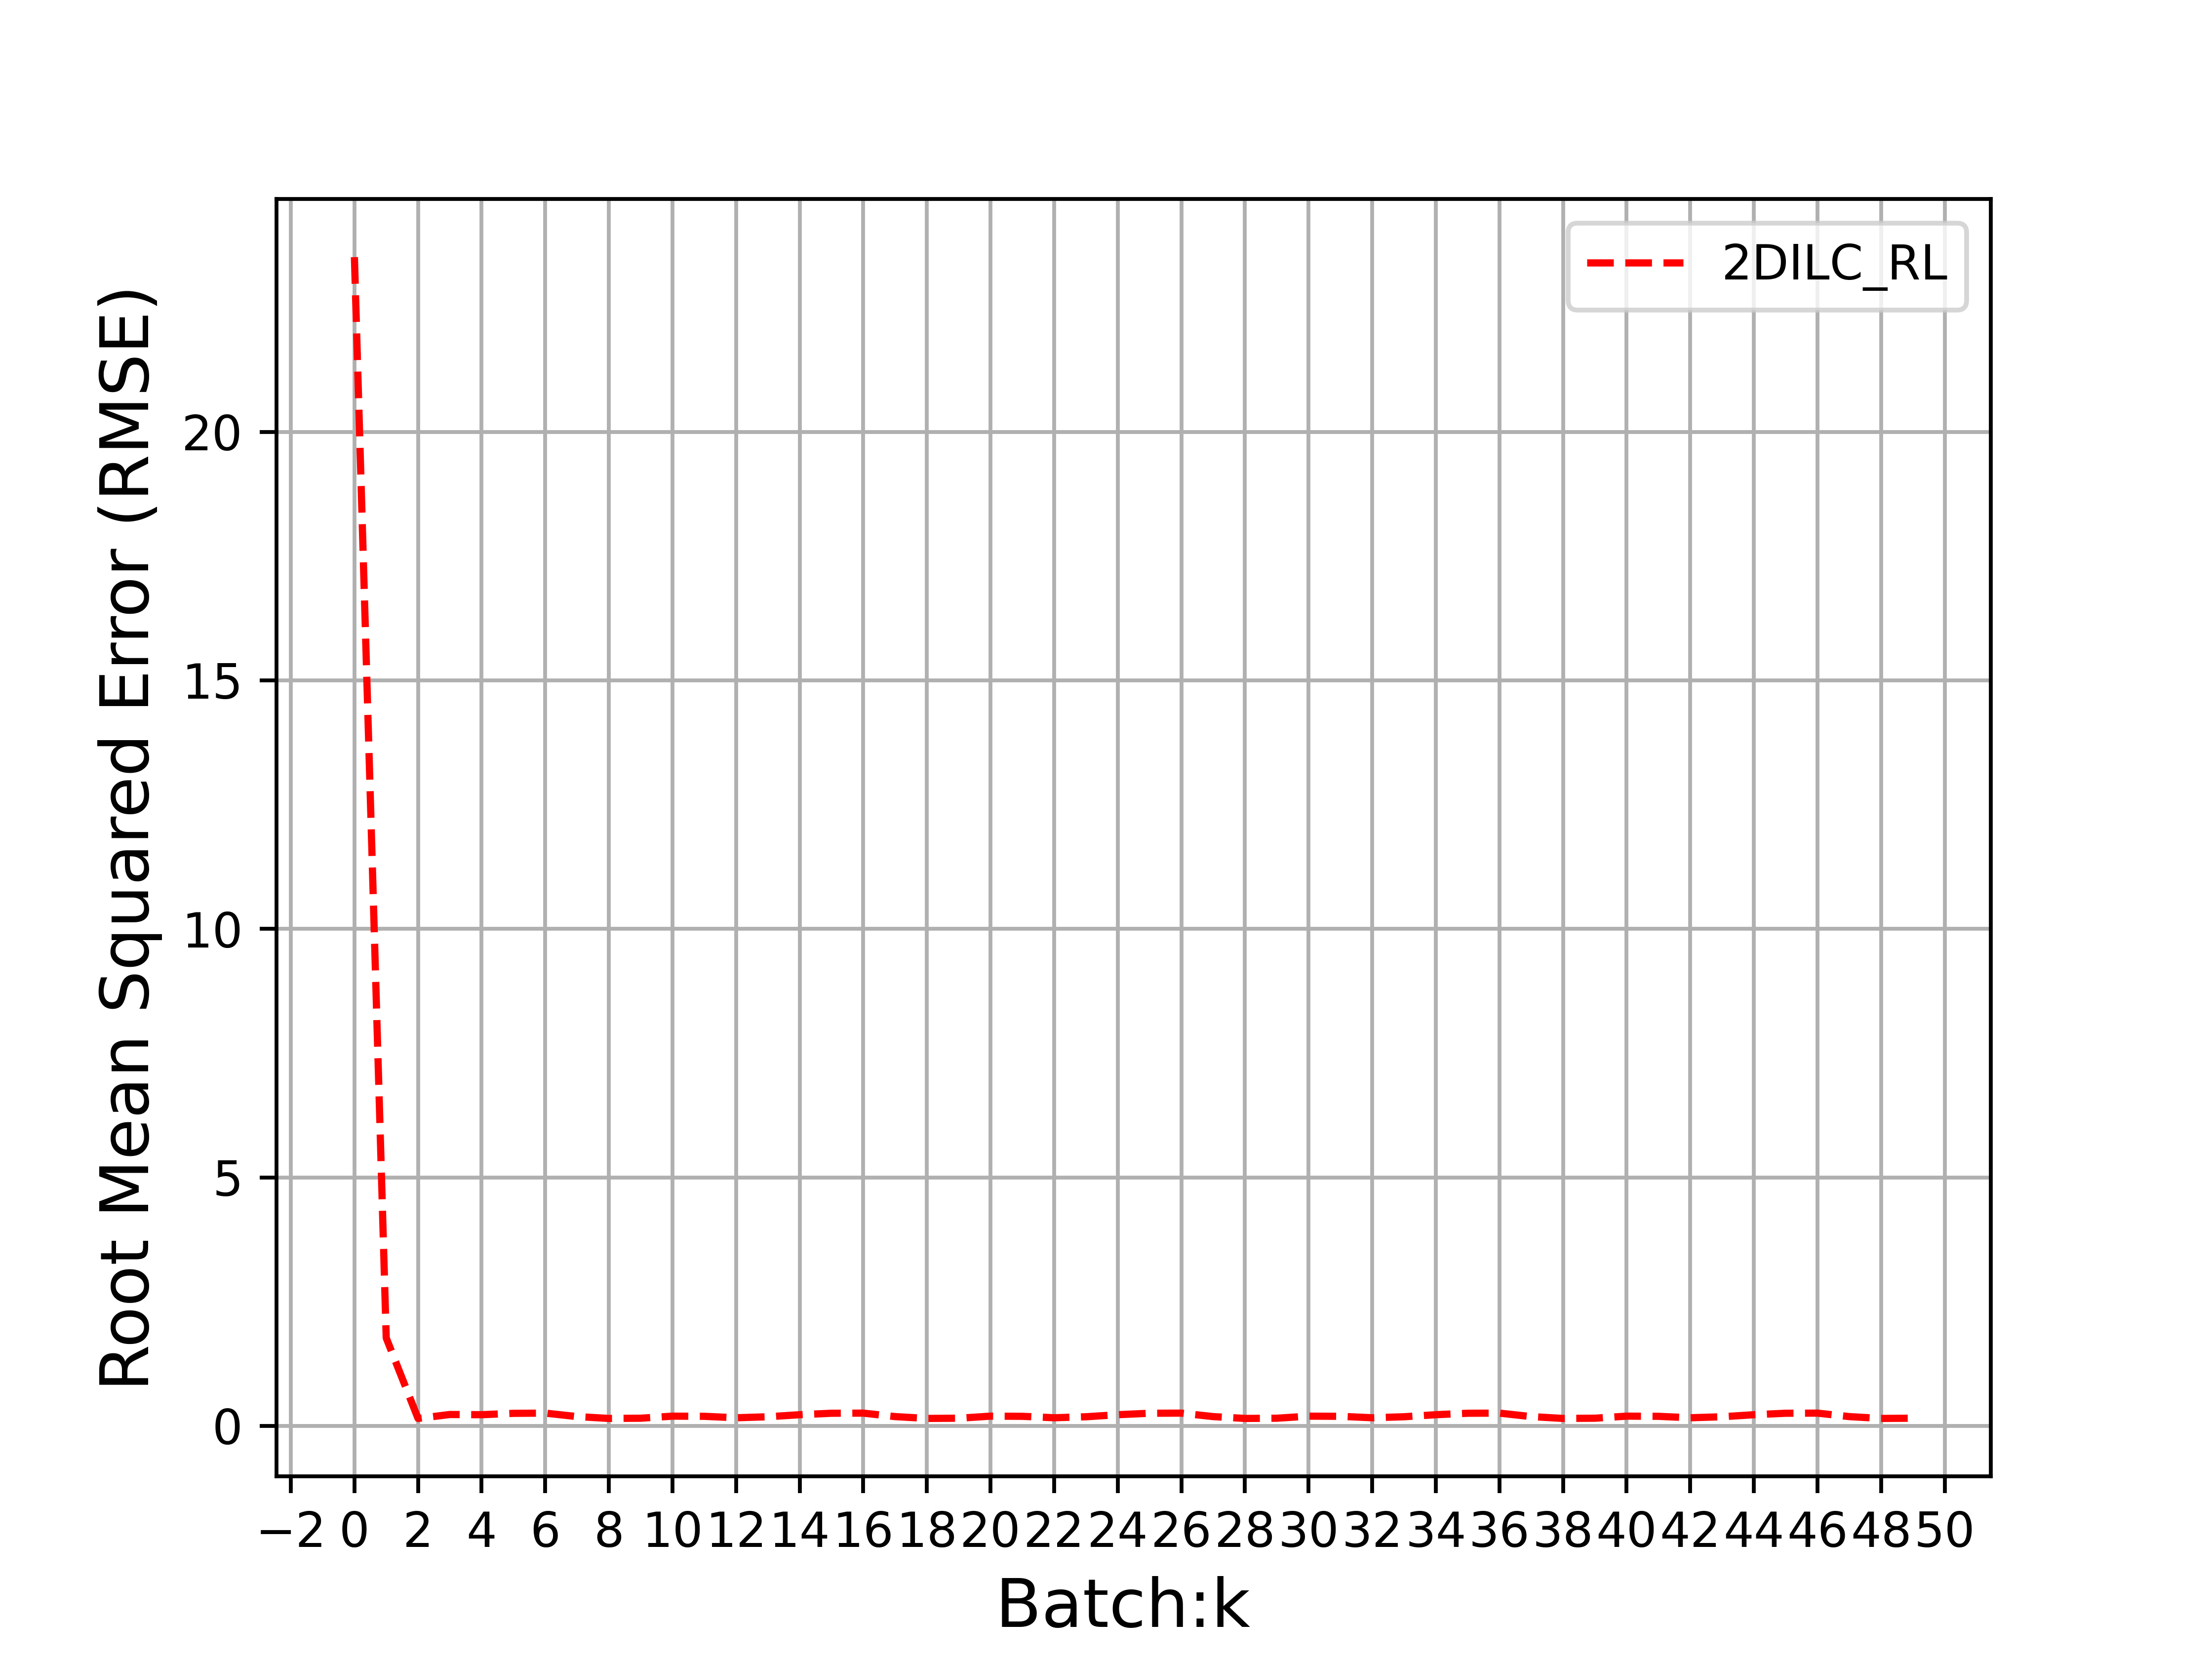 2DILC_RL
Root Mean Squared Error (RMSE)
20
15
10
5
0
−2 0 2 4 6 8 10 12 14 16 18 20 22 24 26 28 30 32 34 36 38 40 42 44 46 48 50
Batch:k